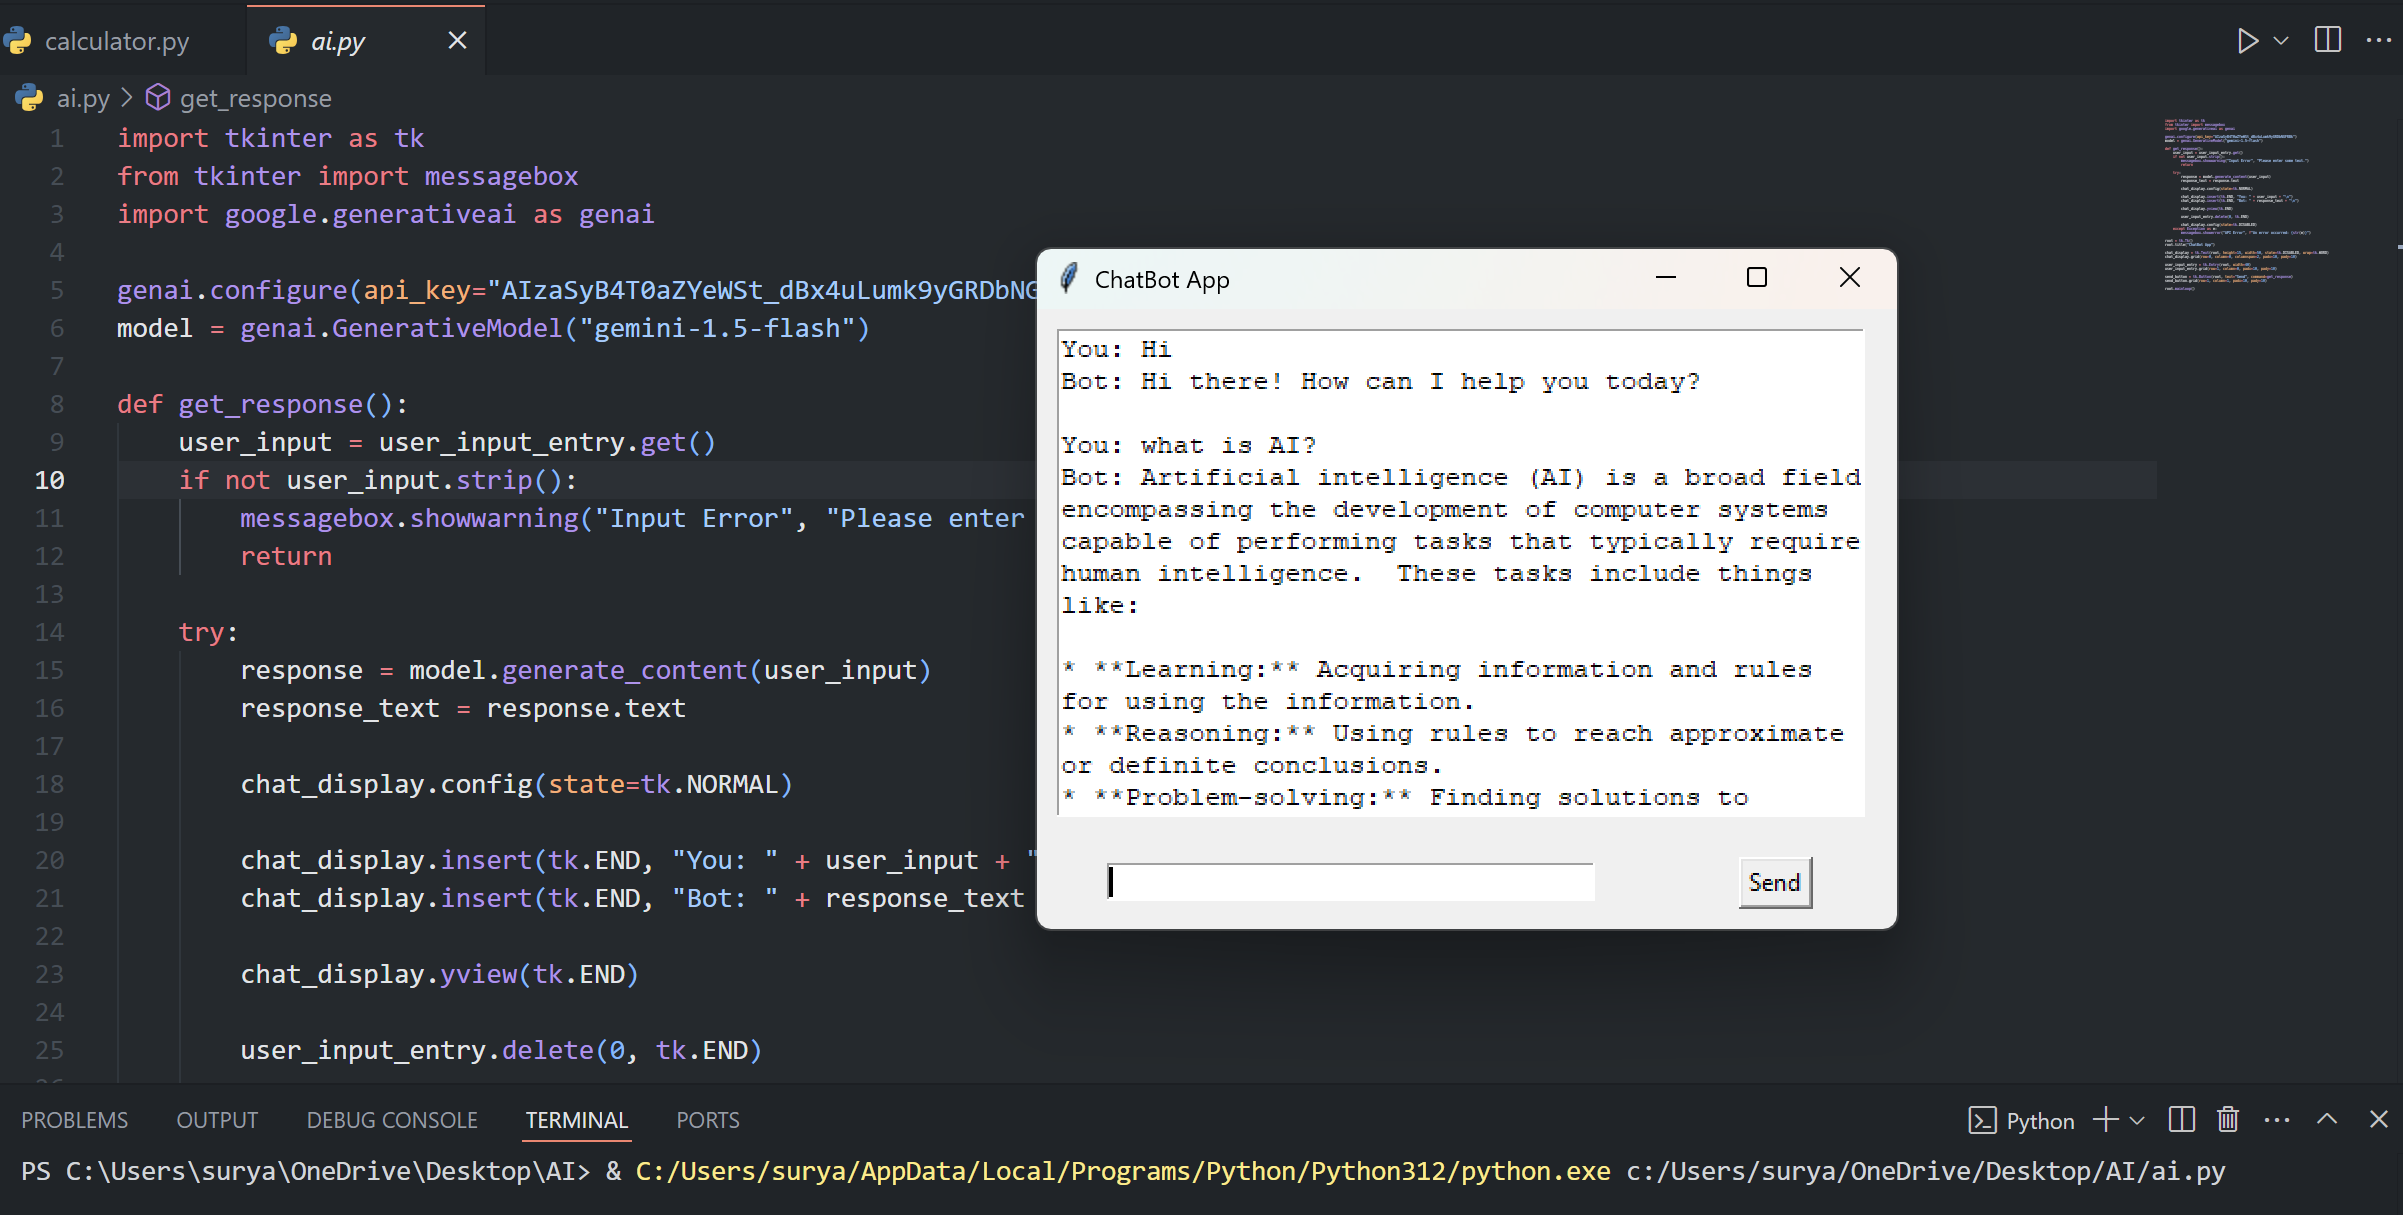 calculator.py
ai.py
ai.py > get_response
1 import tkinter as tk
2 from tkinter import messagebox
3 import google.generativeai as genai
4
5 genai.configure(api_key="AIzaSyB4T0aZYeWSt_dBx4uLumk9yGRDbNG
6 model = genai.GenerativeModel("gemini-1.5-flash")
7
8 def get_response():
9 user_input = user_input_entry.get()
10 if not user_input.strip():
11 messagebox.showwarning("Input Error", "Please enter
12 return
13
14 try:
15 response = model.generate_content(user_input)
16 response_text = response.text
17
18 chat_display.config(state=tk.NORMAL)
19
20 chat_display.insert(tk.END, "You: " + user_input + "
21 chat_display.insert(tk.END, "Bot: " + response_text
22
23 chat_display.yview(tk.END)
24
25 user_input_entry.delete(0, tk.END)
ChatBot App
You: Hi
Bot: Hi there! How can I help you today?
You: what is AI?
Bot: Artificial intelligence (AI) is a broad field
encompassing the development of computer systems
capable of performing tasks that typically require
human intelligence.  These tasks include things
like:
* **Learning:** Acquiring information and rules
for using the information.
* **Reasoning:** Using rules to reach approximate
or definite conclusions.
* **Problem-solving:** Finding solutions to
Send
PROBLEMS OUTPUT DEBUG CONSOLE TERMINAL PORTS
Python
PS C:\Users\surya\OneDrive\Desktop\AI> & C:/Users/surya/AppData/Local/Programs/Python/Python312/python.exe c:/Users/surya/OneDrive/Desktop/AI/ai.py